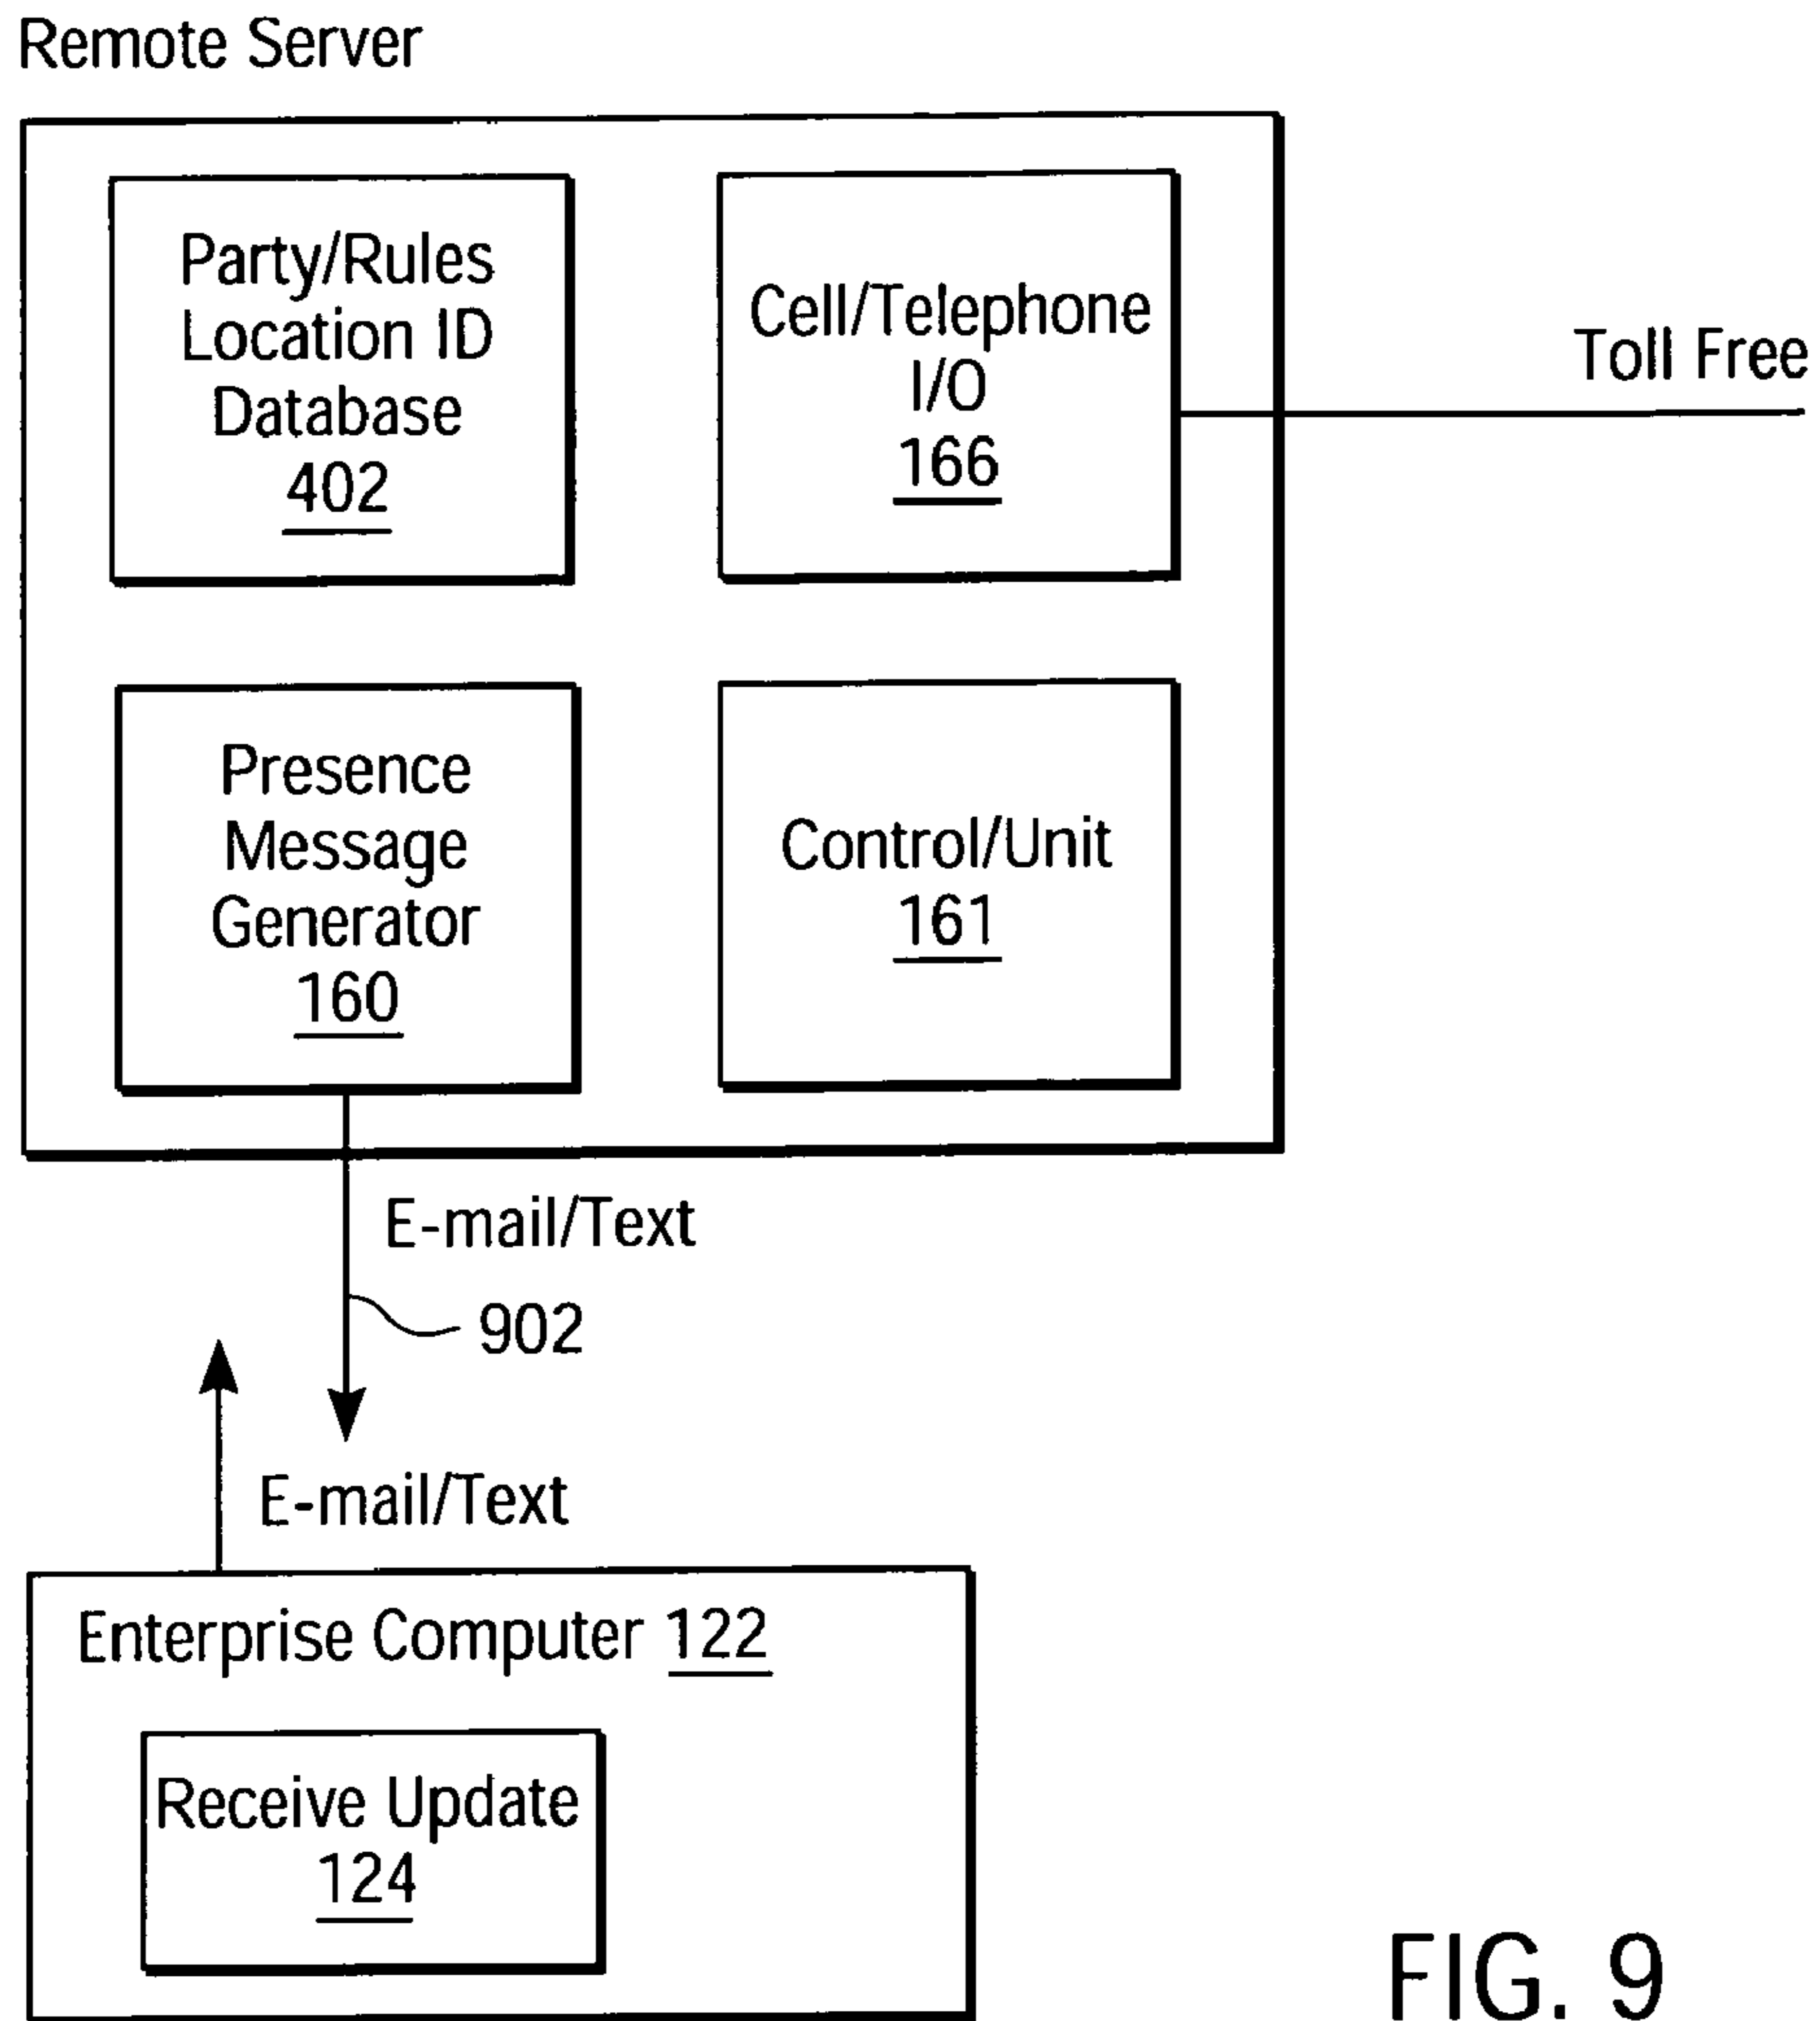 Remote Server
Party/Rules
Location ID
Database
402
Cell/Telephone
I/O
166
Toll Free
Presence
Message
Generator
160
Control/Unit
161
E-mail/Text
902
E-mail/Text
Enterprise Computer 122
Receive Update
124
FIG. 9